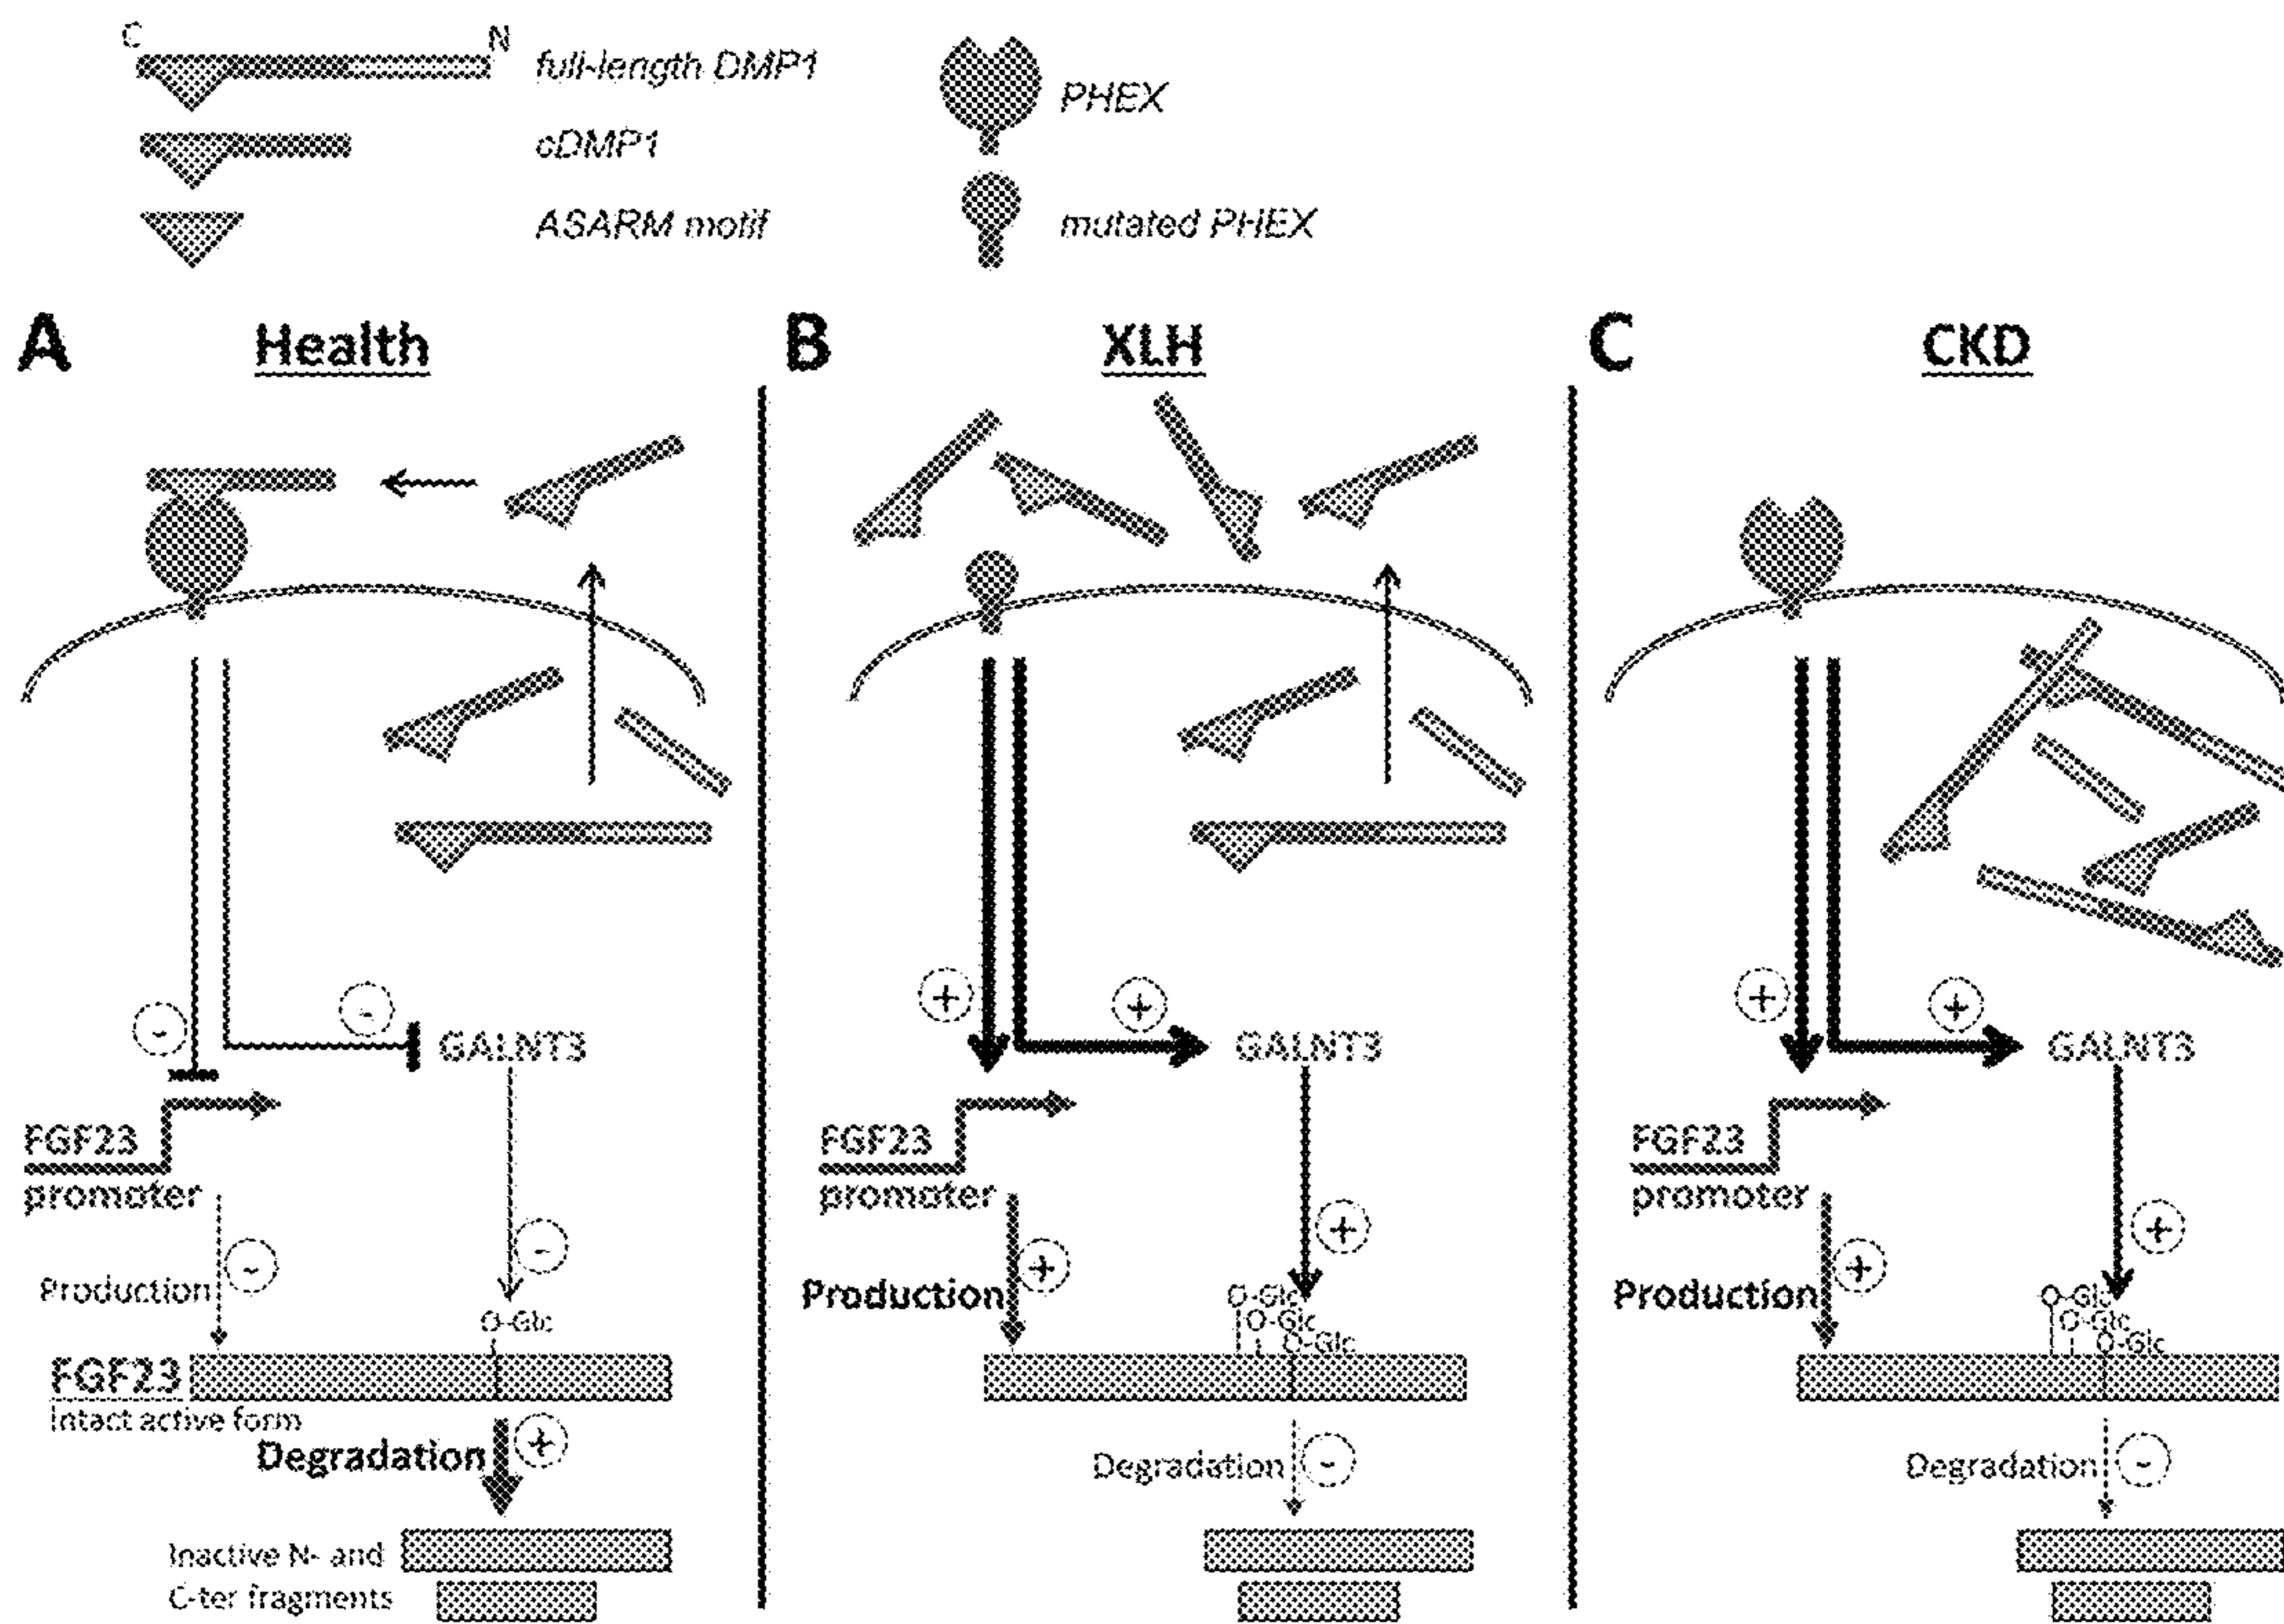 C N
full-length DMP1
cDMP1
ASARM motif
PHEX
mutated PHEX
A Health
-
-
GALNT3
FGF23
promoter
-
-
Production
O-Glc
FGF23
Intact active form
Degradation
+
Inactive N- and
C-ter fragments
B XLH
+
+
GALNT3
FGF23
promoter
+
+
Production
O-Glc
O-Glc
O-Glc
Degradation
-
C CKD
+
+
GALNT3
FGF23
promoter
+
+
Production
O-Glc
O-Glc
O-Glc
Degradation
-